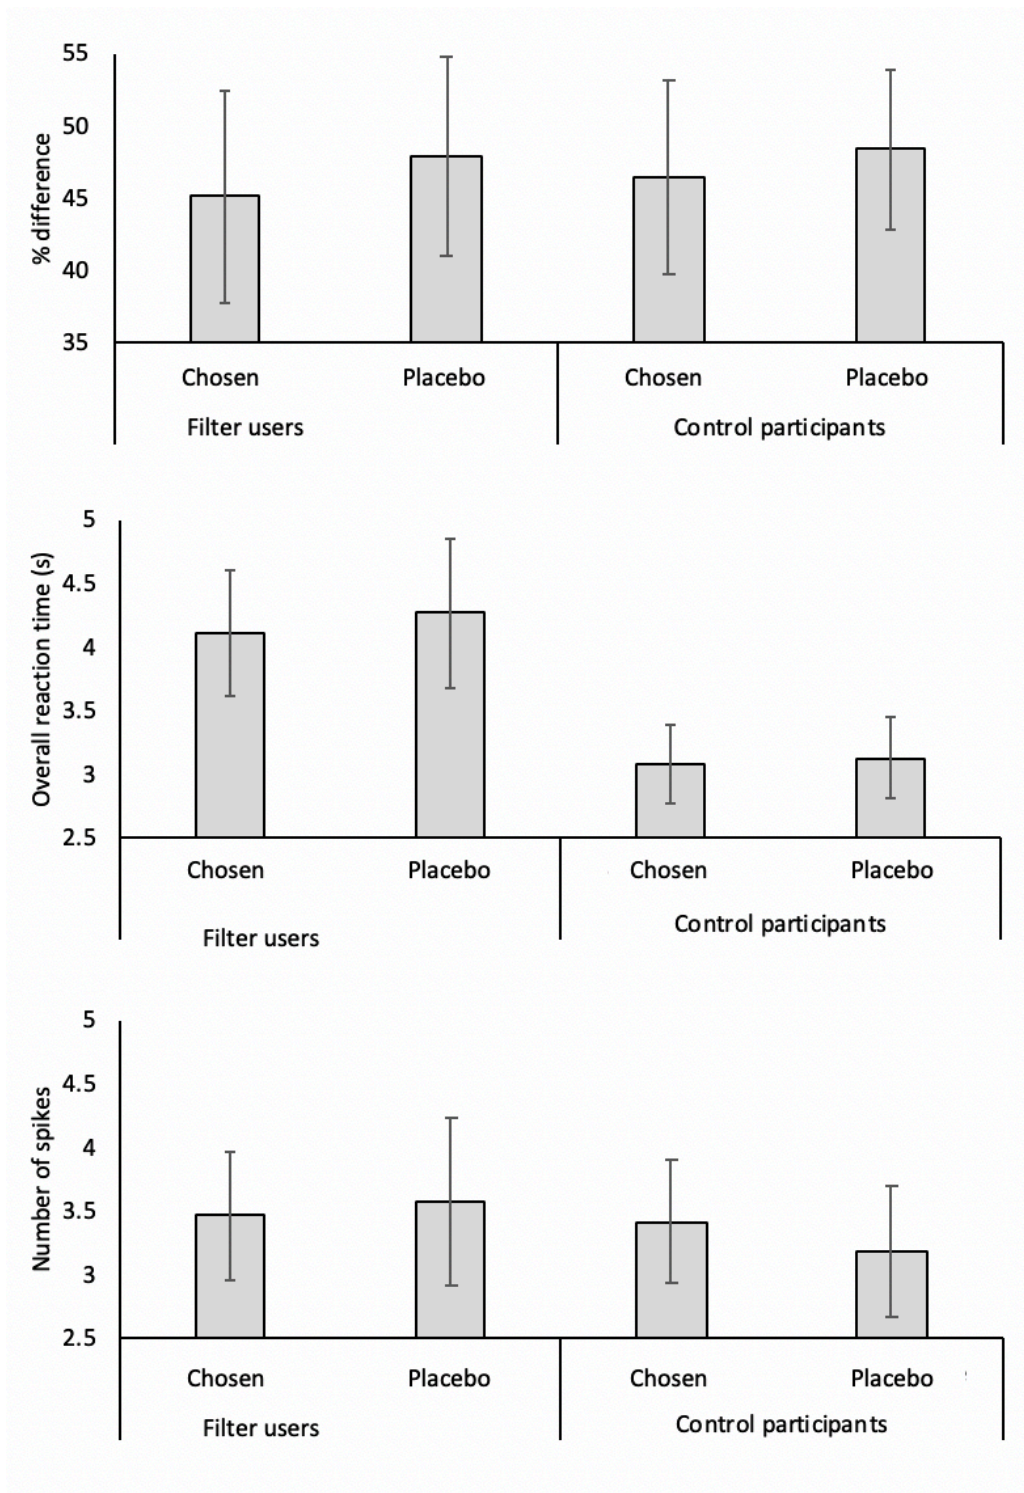 55
50
45
40
35
% difference
Chosen Placebo Chosen Placebo
Filter users Control participants
5
4.5
4
3.5
3
2.5
Overall reaction time (s)
Chosen Placebo Chosen Placebo
Filter users Control participants
5
4.5
4
3.5
3
2.5
Number of spikes
Chosen Placebo Chosen Placebo
Filter users Control participants